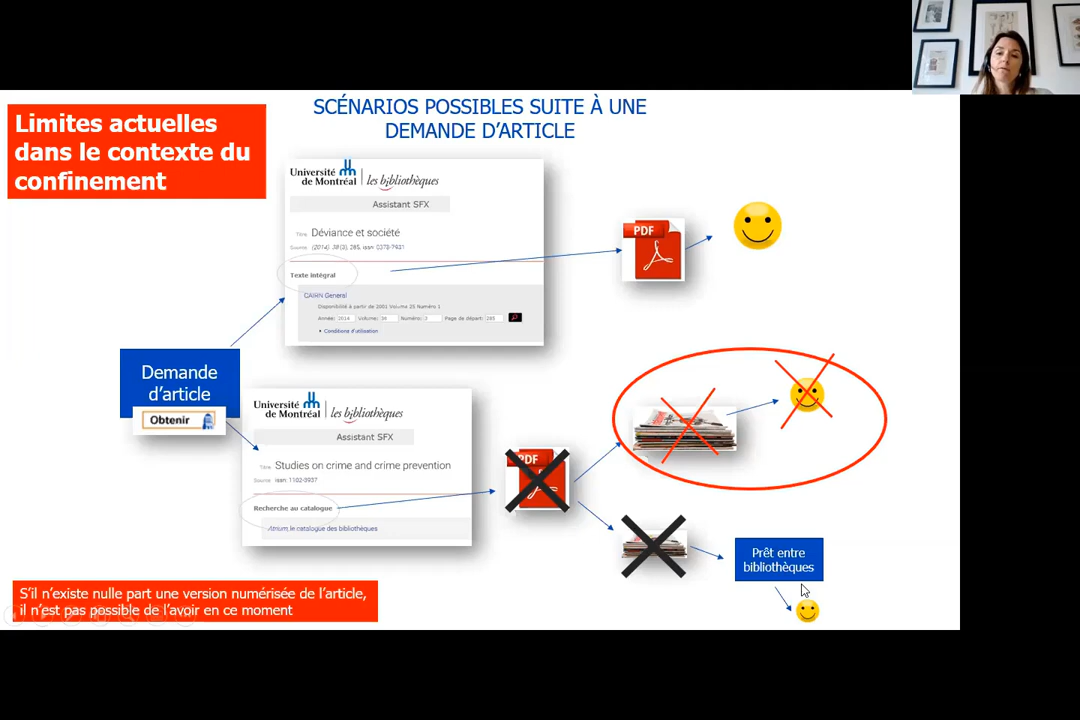 Limites actuelles
dans le contexte du
confinement
SCÉNARIOS POSSIBLES SUITE À UNE
DEMANDE D'ARTICLE
Université
de Montréal
les bibliothèques
Assistant SFX
Titre Déviance et société
Source (2014) 38 (3), 285, issn 0378-7931
Texte intégral
CAIRN General
Disponibilité à partir de 2001 Volume 25 Numéro 1
Année: 2014 Volume: 38 Numéro: 3 Page de départ: 285
Conditions d'utilisation
PDF
Demande
d'article
Obtenir
Université
de Montréal
les bibliothèques
Assistant SFX
Titre Studies on crime and crime prevention
Source issn: 1102-3937
Recherche au catalogue
Atrium, le catalogue des bibliothèques
PDF
Prêt entre
bibliothèques
S'il n'existe nulle part une version numérisée de l'article,
il n'est pas possible de l'avoir en ce moment